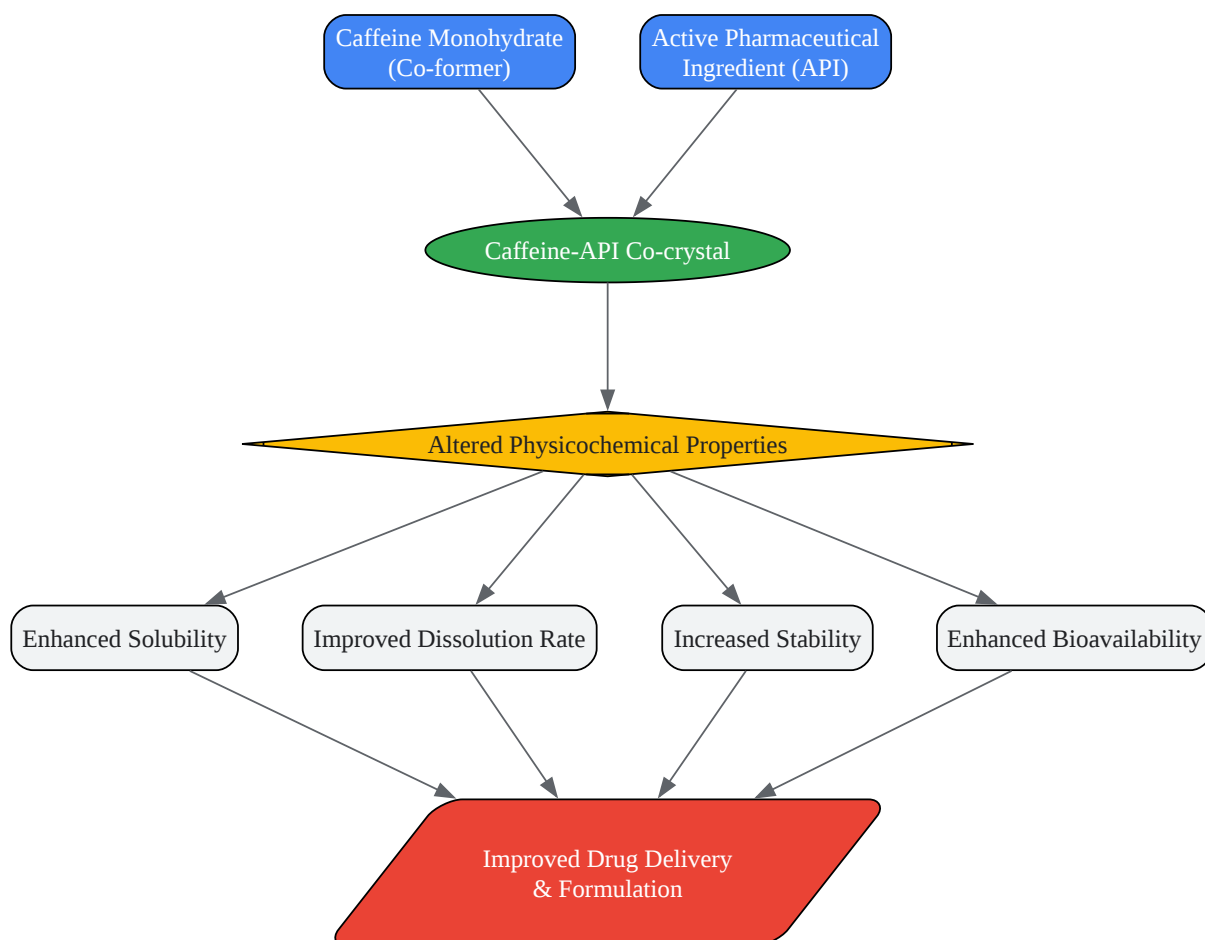 Caffeine Monohydrate
(Co-former)
Active Pharmaceutical
Ingredient (API)
Caffeine-API Co-crystal
Altered Physicochemical Properties
Enhanced Solubility
Improved Dissolution Rate
Increased Stability
Enhanced Bioavailability
Improved Drug Delivery
& Formulation